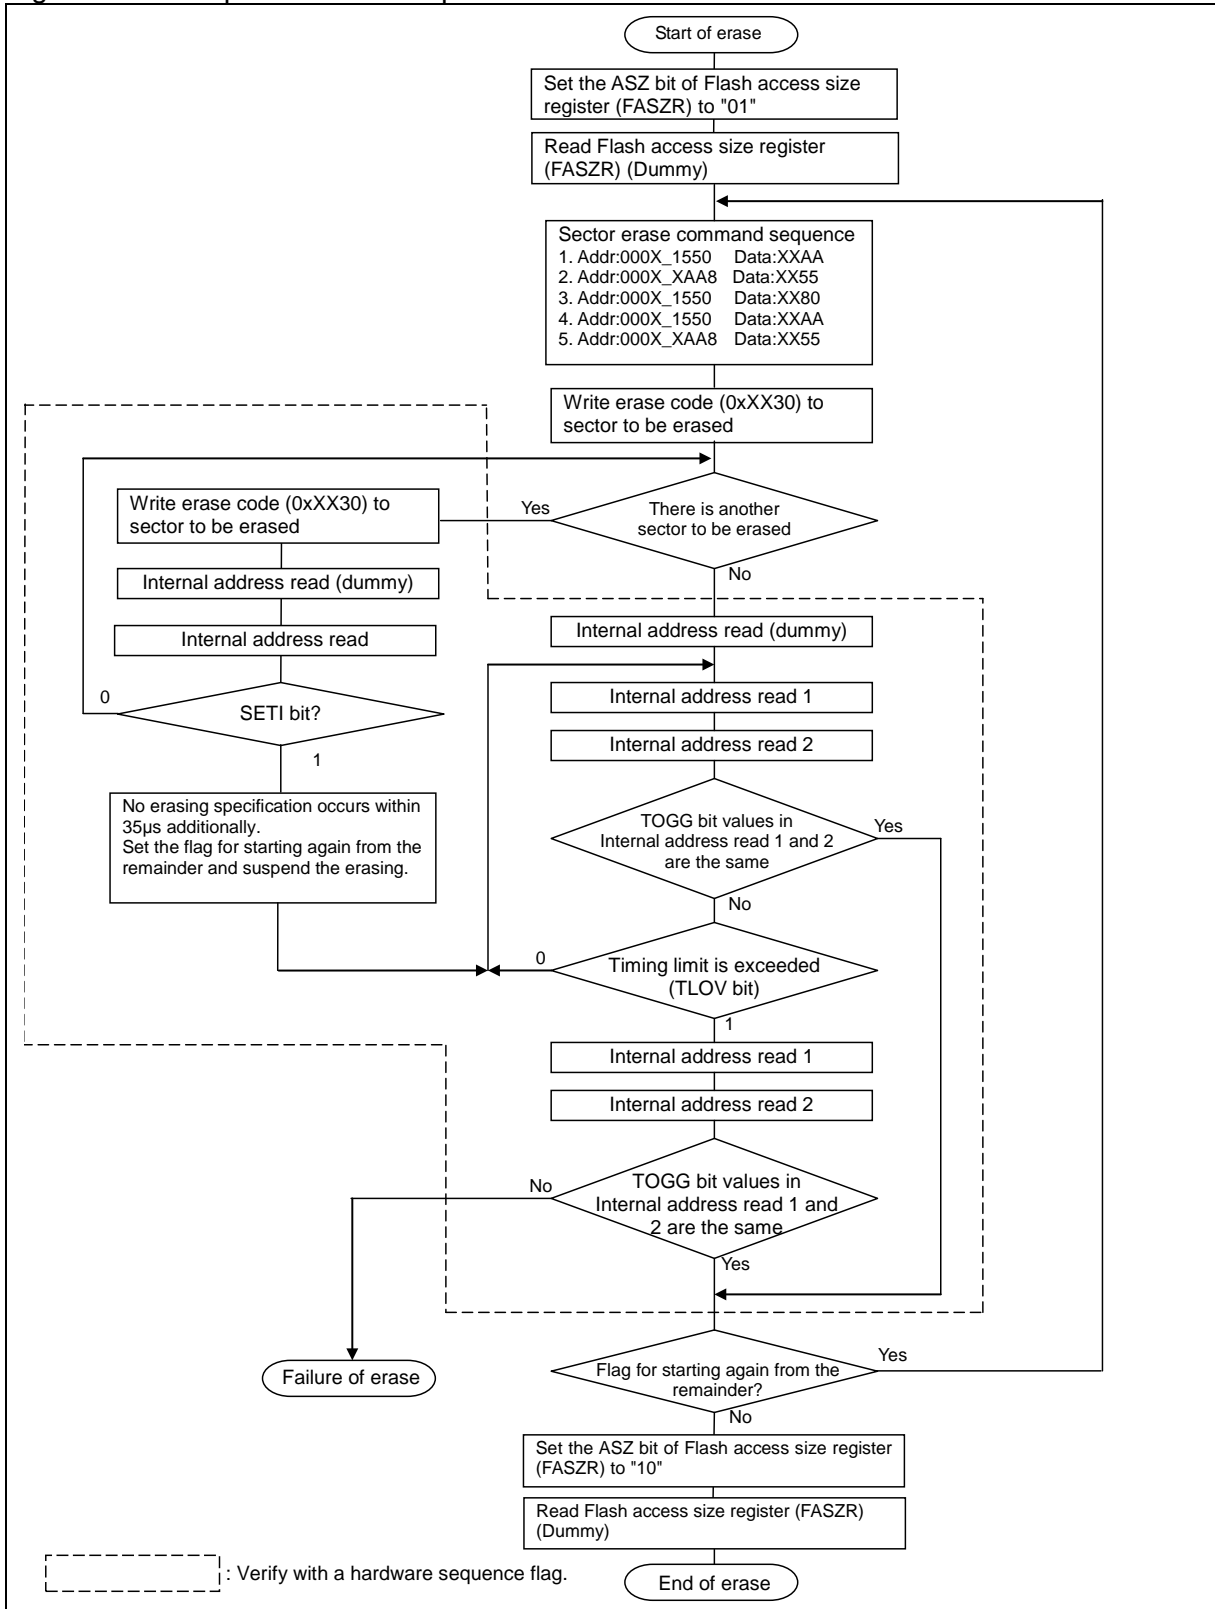 Start of erase
Set the ASZ bit of Flash access size
register (FASZR) to "01"
Read Flash access size register
(FASZR) (Dummy)
Sector erase command sequence
1. Addr:000X_1550 Data:XXAA
2. Addr:000X_XAA8 Data:XX55
3. Addr:000X_1550 Data:XX80
4. Addr:000X_1550 Data:XXAA
5. Addr:000X_XAA8 Data:XX55
Write erase code (0xXX30) to
sector to be erased
There is another
sector to be erased
Yes
No
Write erase code (0xXX30) to
sector to be erased
Internal address read (dummy)
Internal address read
SETI bit?
0
1
No erasing specification occurs within
35µs additionally.
Set the flag for starting again from the
remainder and suspend the erasing.
Internal address read (dummy)
Internal address read 1
Internal address read 2
TOGG bit values in
Internal address read 1 and 2
are the same
Yes
No
Timing limit is exceeded
(TLOV bit)
0
1
Internal address read 1
Internal address read 2
TOGG bit values in
Internal address read 1 and
2 are the same
No
Yes
Failure of erase
Flag for starting again from the
remainder?
Yes
No
Set the ASZ bit of Flash access size register
(FASZR) to "10"
Read Flash access size register (FASZR)
(Dummy)
End of erase
: Verify with a hardware sequence flag.